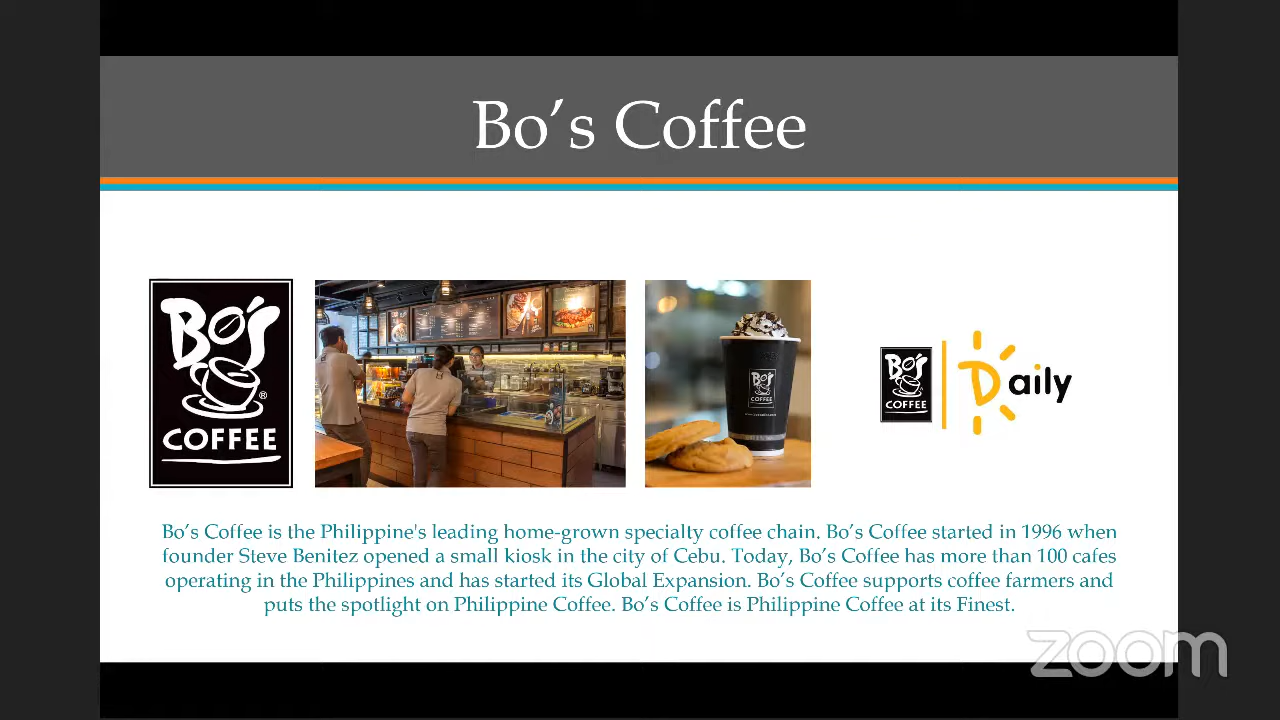 Bo's Coffee
BO'S
®
COFFEE
BO'S
COFFEE
BO'S
COFFEE
Daily
Bo's Coffee is the Philippine's leading home-grown specialty coffee chain. Bo's Coffee started in 1996 when
founder Steve Benitez opened a small kiosk in the city of Cebu. Today, Bo's Coffee has more than 100 cafes
operating in the Philippines and has started its Global Expansion. Bo's Coffee supports coffee farmers and
puts the spotlight on Philippine Coffee. Bo's Coffee is Philippine Coffee at its Finest.
zoom